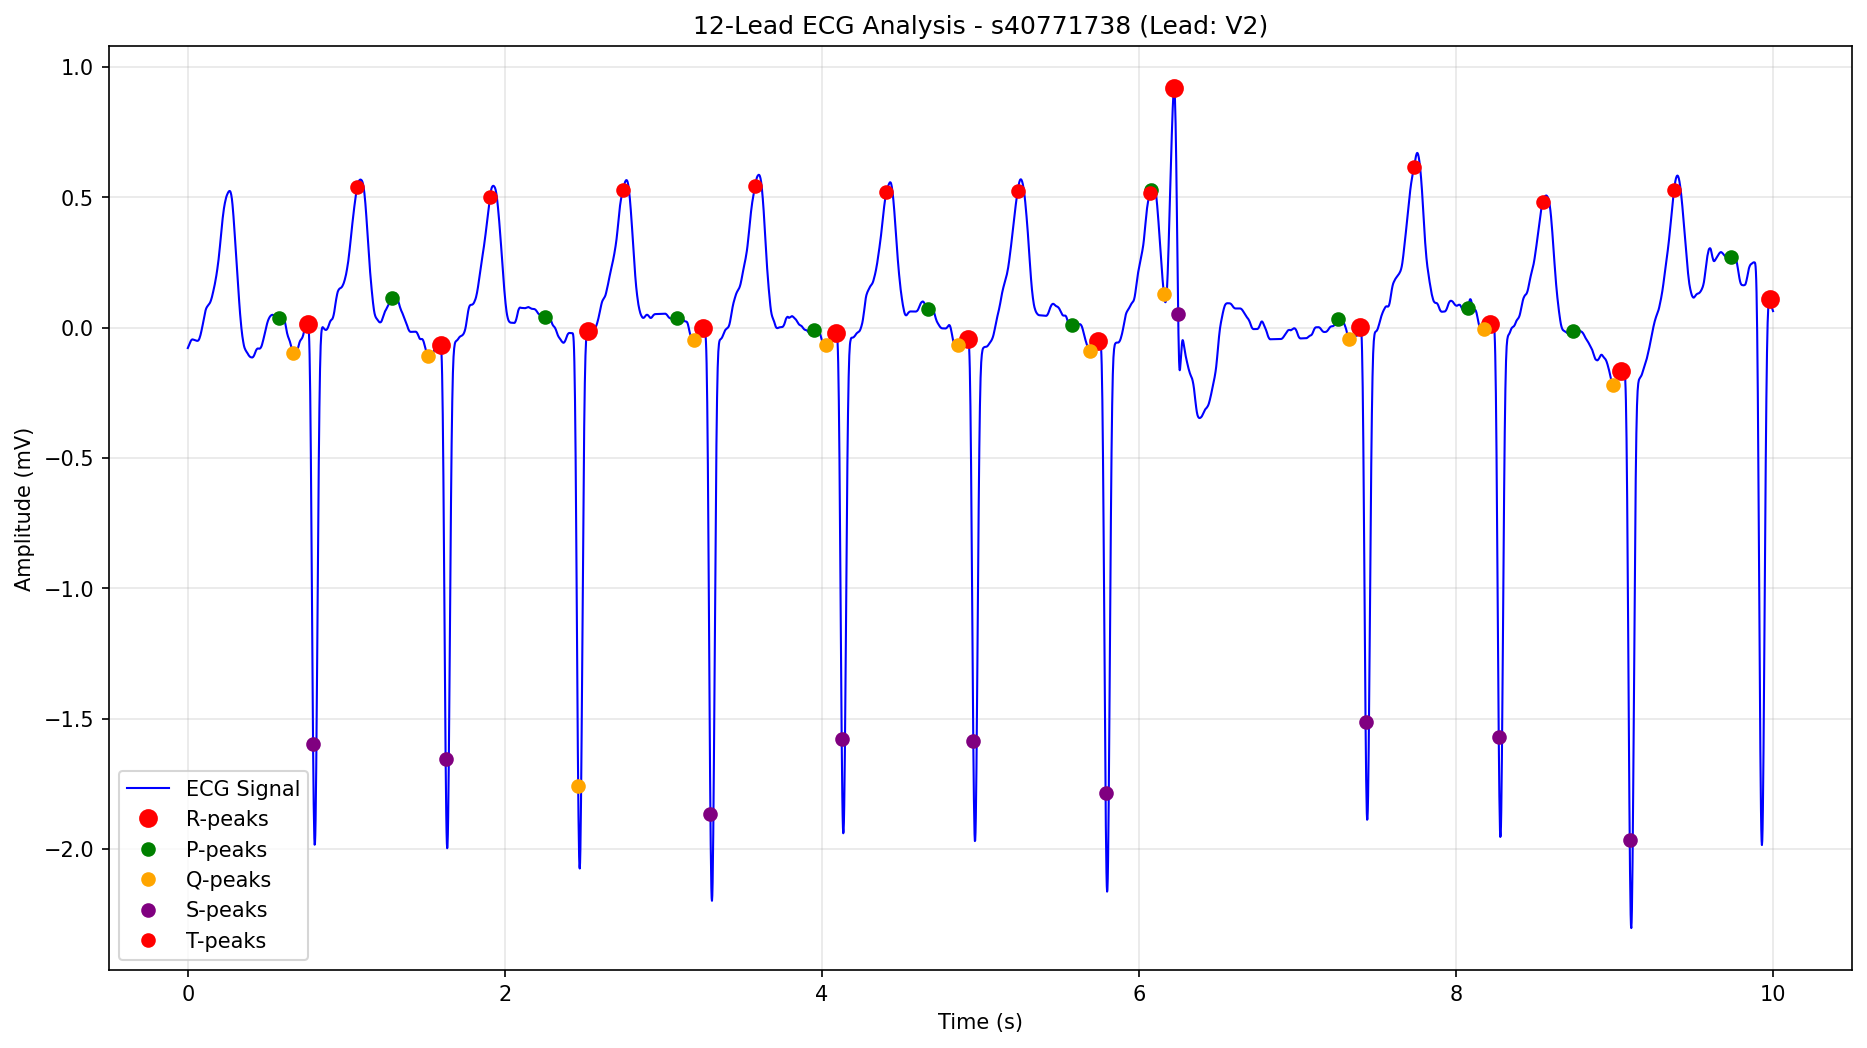 12-Lead ECG Analysis - s40771738 (Lead: V2)
Amplitude (mV)
1.0
0.5
0.0
−0.5
−1.0
−1.5
−2.0
ECG Signal
R-peaks
P-peaks
Q-peaks
S-peaks
T-peaks
0 2 4 6 8 10
Time (s)